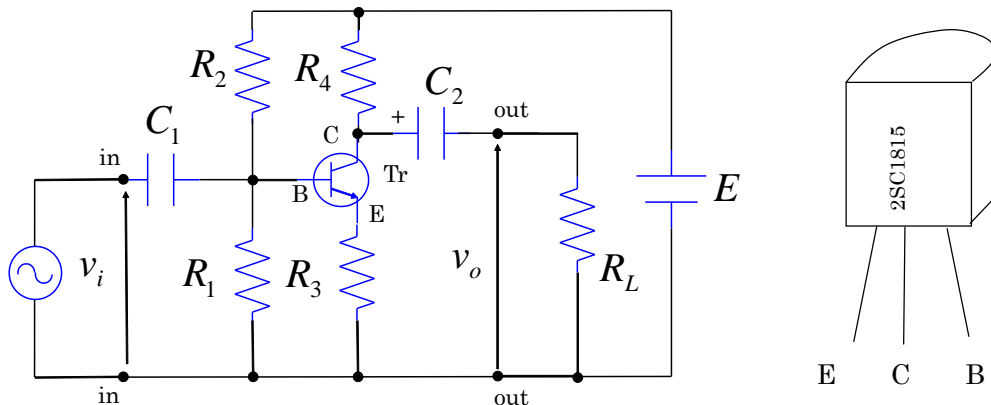 R2
R4
C2
out
C1
+
C
in
Tr
B
E
E
vi
R1
R3
vo
RL
in
out
2SC1815
E C B